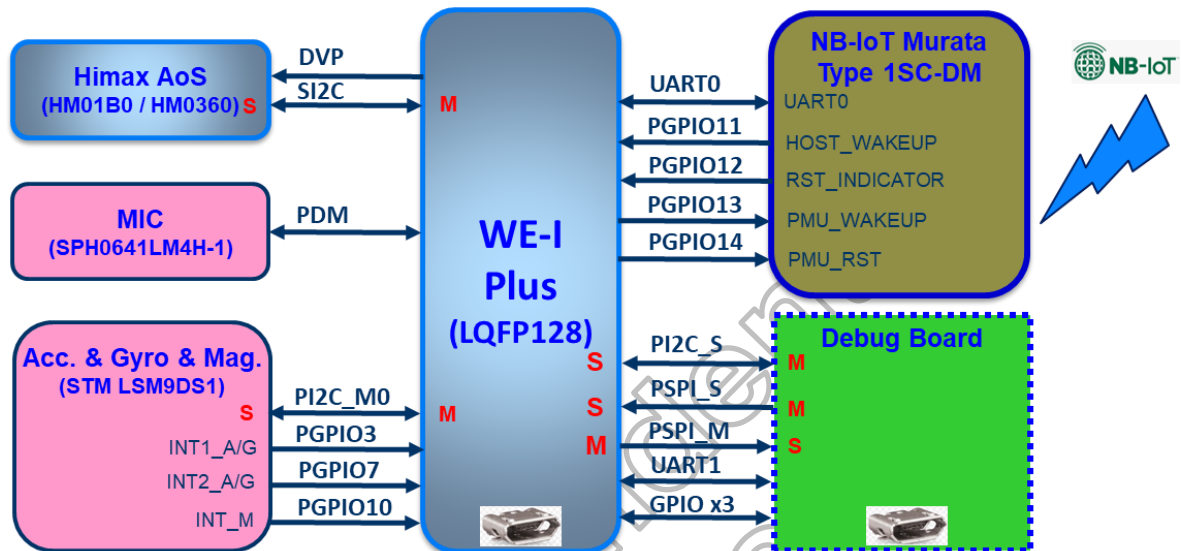 Himax AoS
(HM01B0 / HM0360)
S
DVP
SI2C
M
MIC
(SPH0641LM4H-1)
PDM
Acc. & Gyro & Mag.
(STM LSM9DS1)
S
INT1_A/G
INT2_A/G
INT_M
PI2C_M0
PGPIO3
PGPIO7
PGPIO10
M
WE-I
Plus
(LQFP128)
S
S
M
UART0
PGPIO11
PGPIO12
PGPIO13
PGPIO14
NB-IoT Murata
Type 1SC-DM
UART0
HOST_WAKEUP
RST_INDICATOR
PMU_WAKEUP
PMU_RST
NB-IoT
PI2C_S
PSPI_S
PSPI_M
UART1
GPIO x3
Debug Board
M
M
S